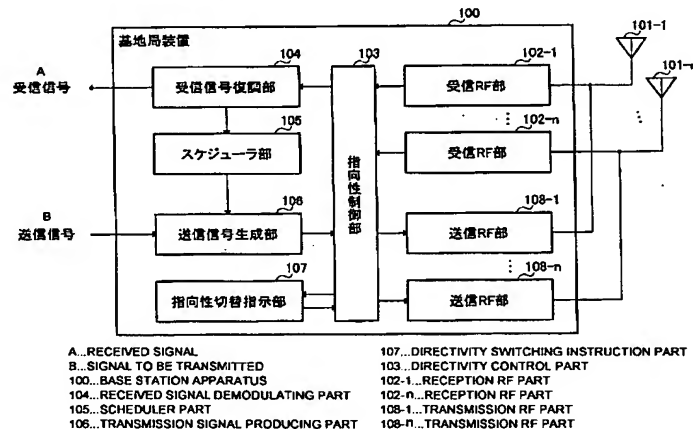 100
基地局装置
101-1
101-n
A
受信信号
104
受信信号復調部
103
指向性制御部
102-1
受信RF部
105
スケジューラ部
102-n
受信RF部
B
送信信号
106
送信信号生成部
108-1
送信RF部
107
指向性切替指示部
108-n
送信RF部
A...RECEIVED SIGNAL
B...SIGNAL TO BE TRANSMITTED
100...BASE STATION APPARATUS
104...RECEIVED SIGNAL DEMODULATING PART
105...SCHEDULER PART
106...TRANSMISSION SIGNAL PRODUCING PART
107...DIRECTIVITY SWITCHING INSTRUCTION PART
103...DIRECTIVITY CONTROL PART
102-1...RECEPTION RF PART
102-n...RECEPTION RF PART
108-1...TRANSMISSION RF PART
108-n...TRANSMISSION RF PART